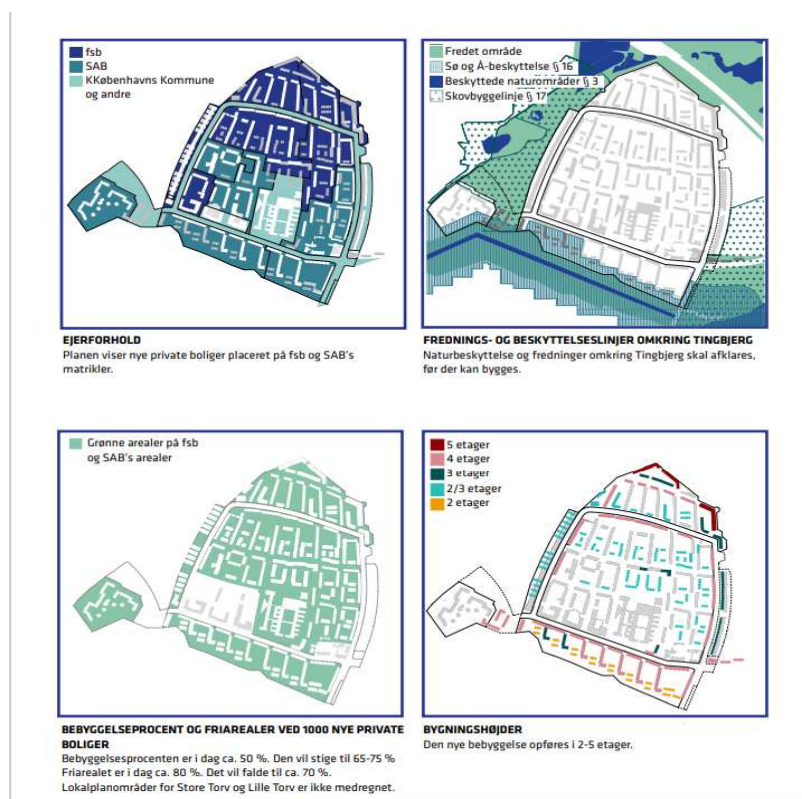 fsb
SAB
KKøbenhavns Kommune
og andre
EJERFORHOLD
Planen viser nye private boliger placeret på fsb og SAB's
matrikler.
Fredet område
Sø og Å-beskyttelse § 16
Beskyttede naturområder § 3
Skovbyggelinje § 17
FREDNINGS- OG BESKYTTELSESLINJER OMKRING TINGBJERG
Naturbeskyttelse og fredninger omkring Tingbjerg skal afklares,
før der kan bygges.
Grønne arealer på fsb
og SAB's arealer
BEBYGGELSEPROCENT OG FRIAREALER VED 1000 NYE PRIVATE
BOLIGER
Bebyggelsesprocenten er i dag ca. 50 %. Den vil stige til 65-75 %
Friarealet er i dag ca. 80 %. Det vil falde til ca. 70 %.
Lokalplanområder for Store Torv og Lille Torv er ikke medregnet.
5 etager
4 etager
3 etager
2/3 etager
2 etager
BYGNINGSHØJDER
Den nye bebyggelse opføres i 2-5 etager.